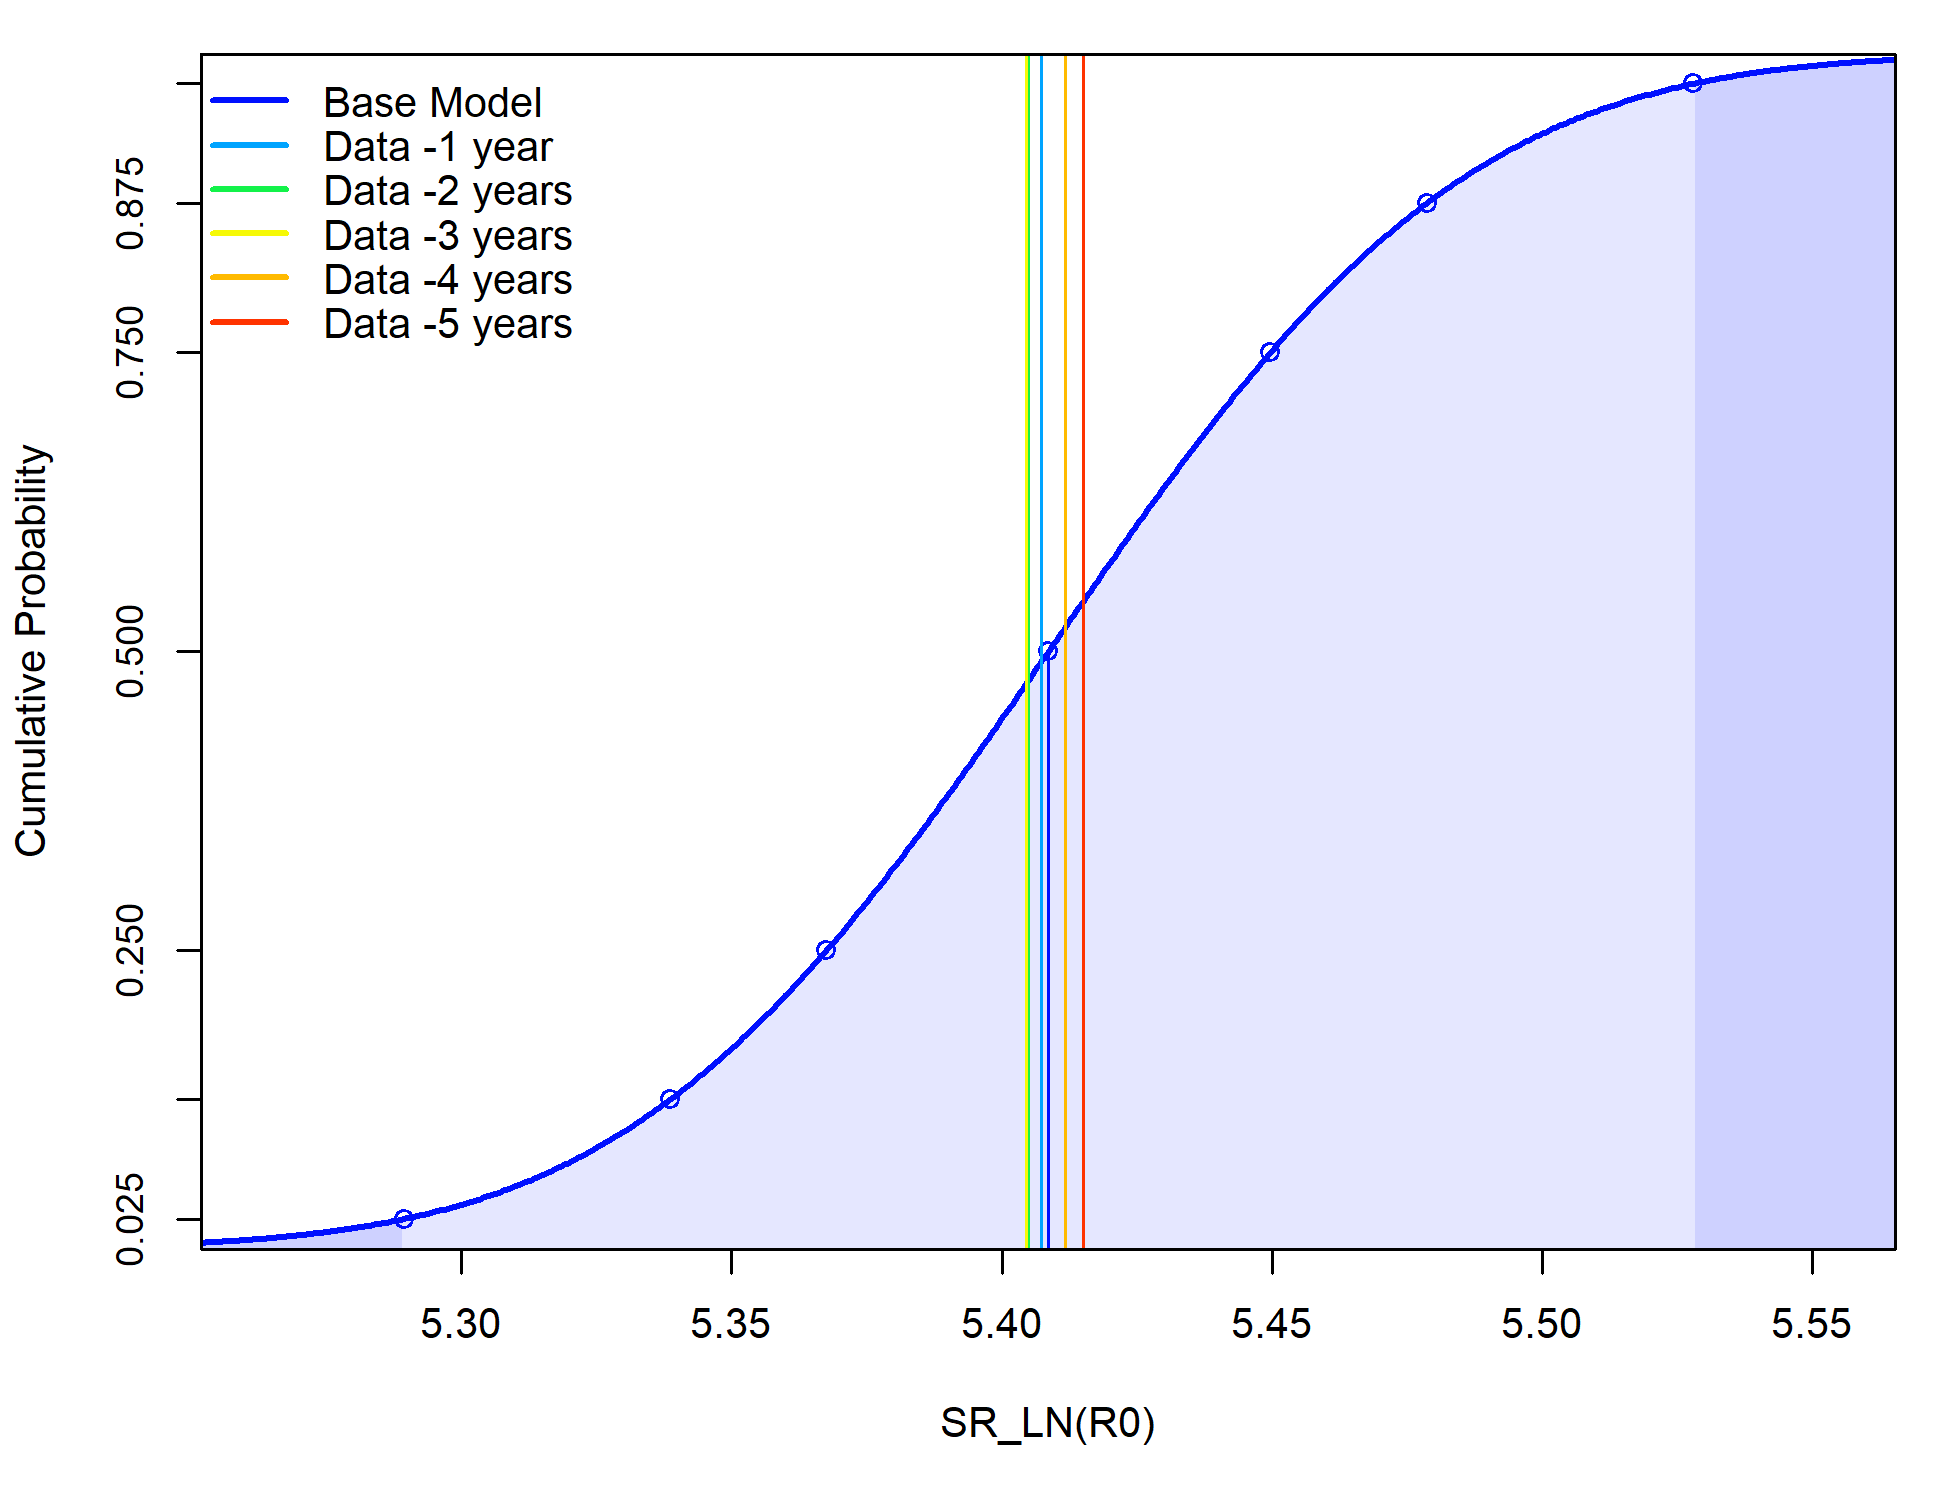 Base Model
Data -1 year
Data -2 years
Data -3 years
Data -4 years
Data -5 years
Cumulative Probability
0.875
0.750
0.500
0.250
0.025
5.30 5.35 5.40 5.45 5.50 5.55
SR_LN(R0)